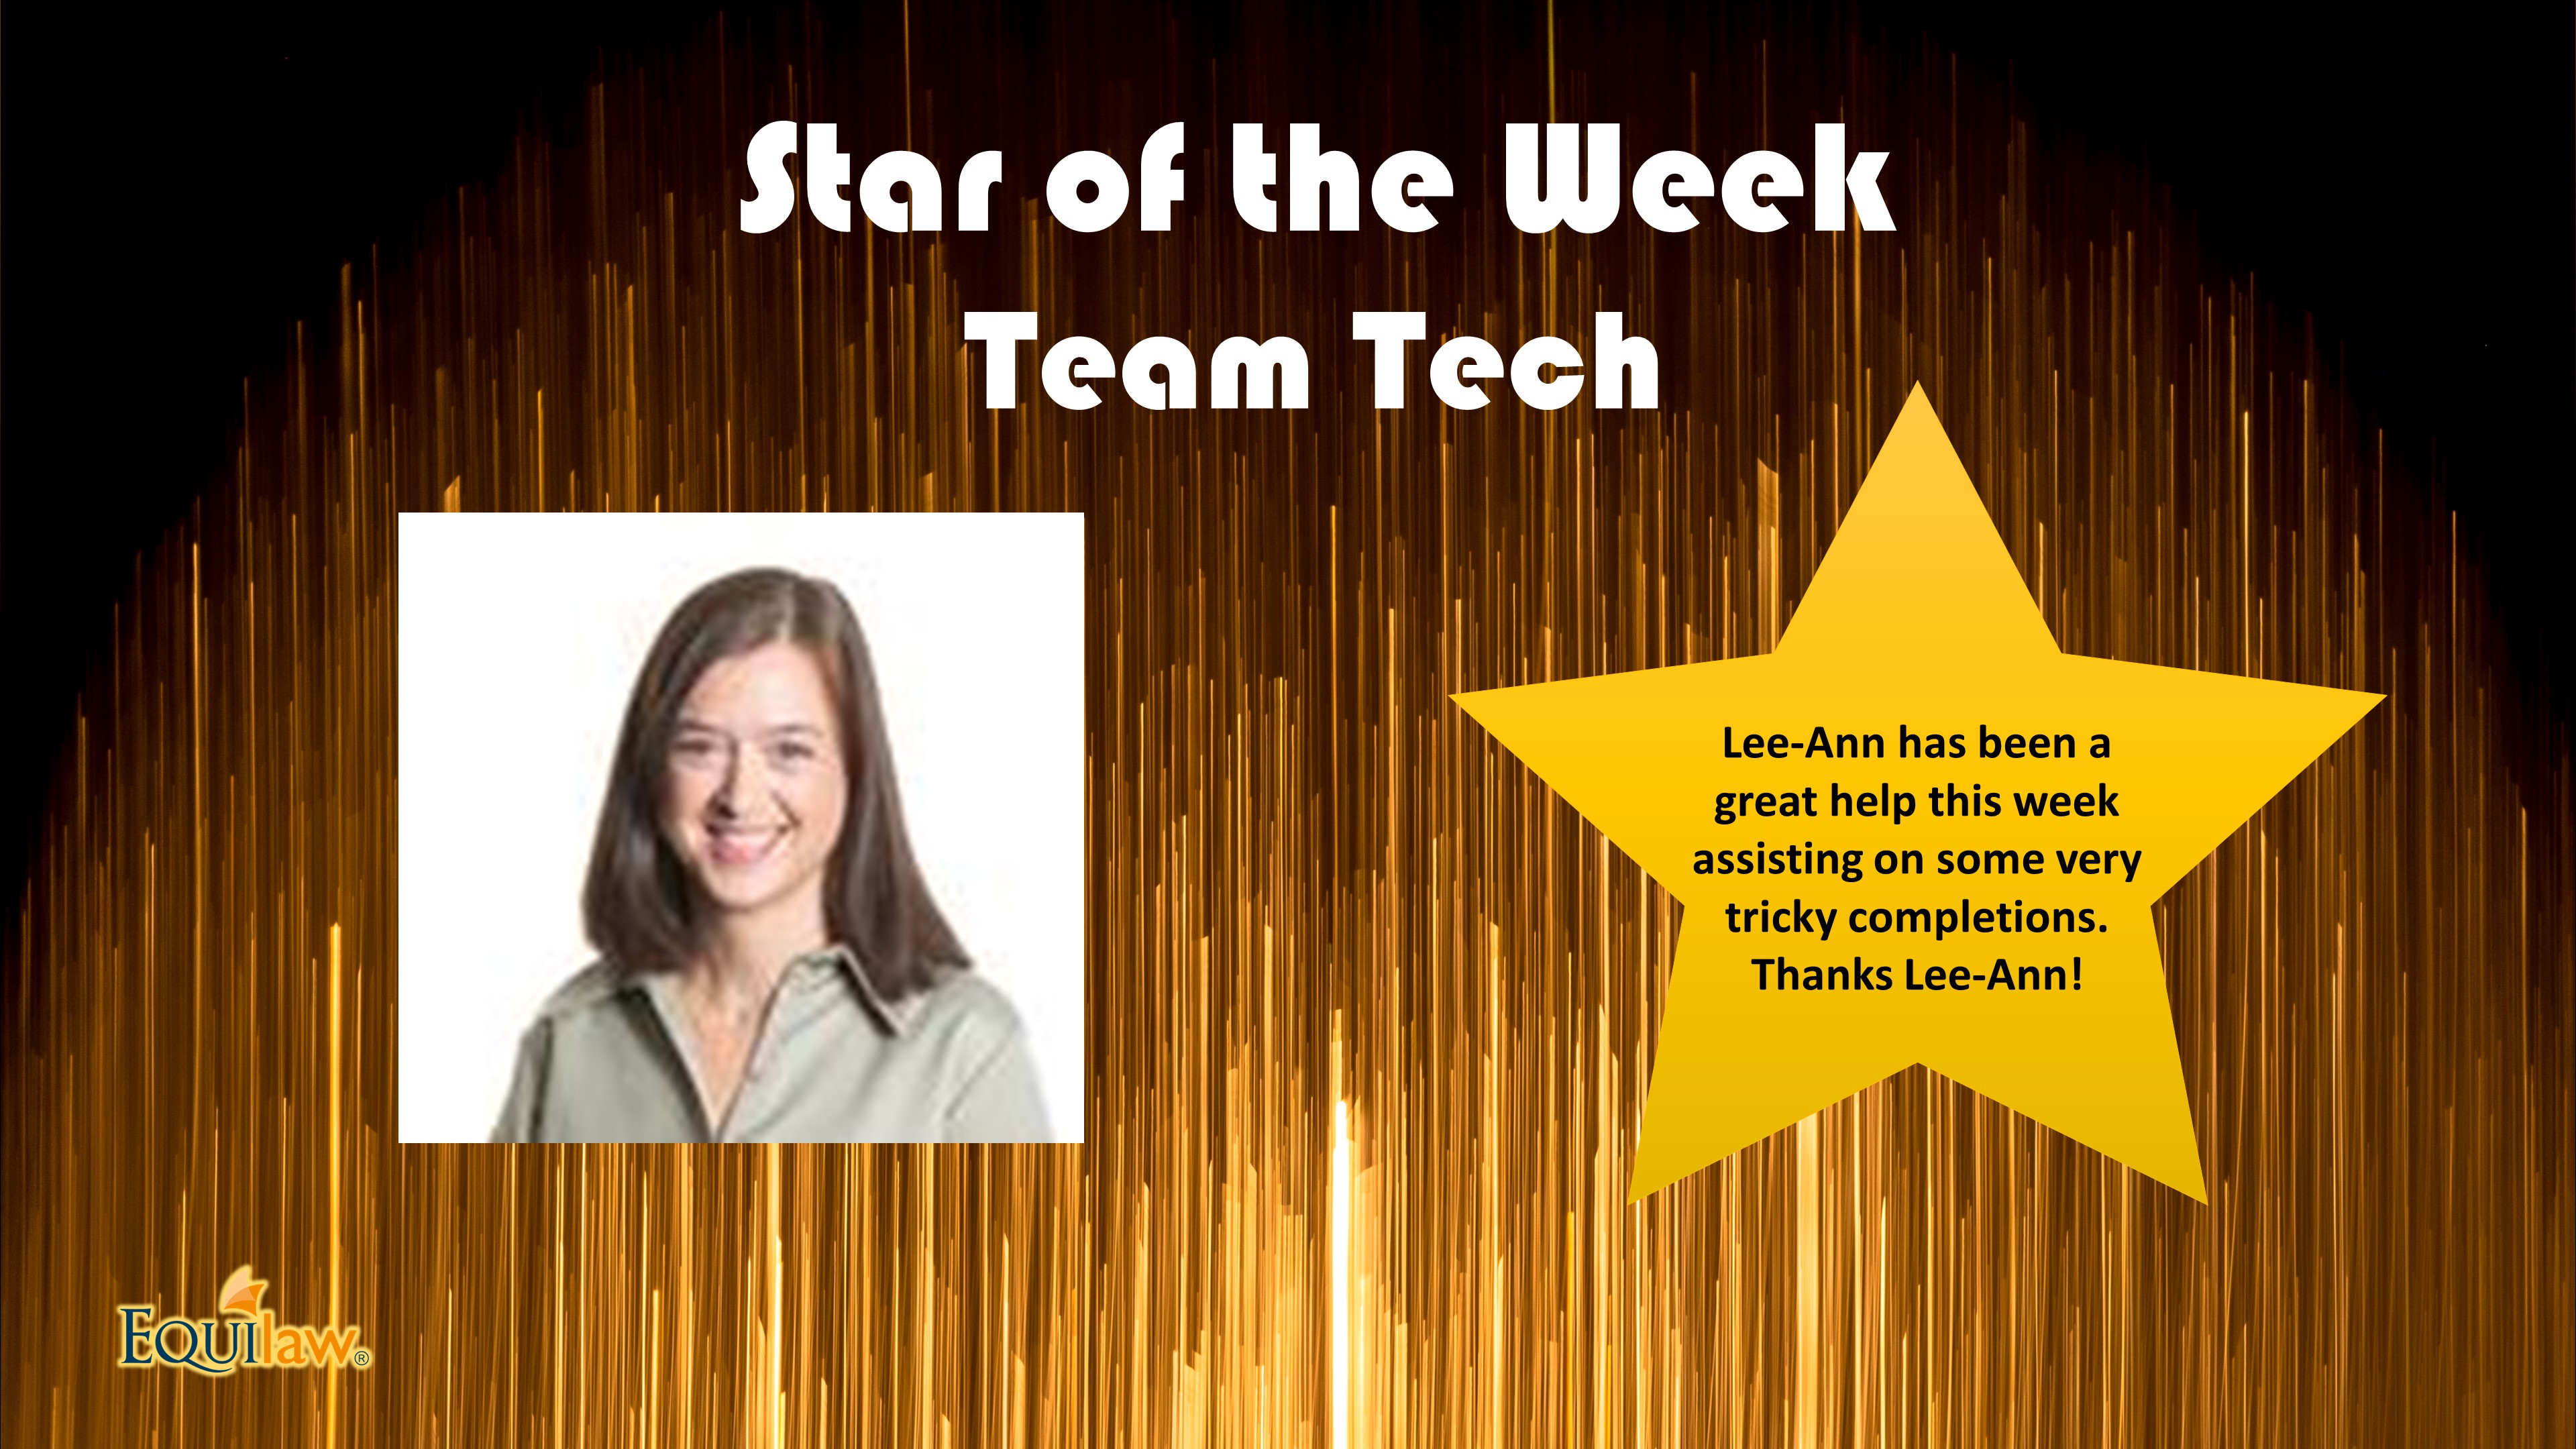 Star of the Week
Team Tech
Lee-Ann has been a
great help this week
assisting on some very
tricky completions.
Thanks Lee-Ann!
EQUIlaw®